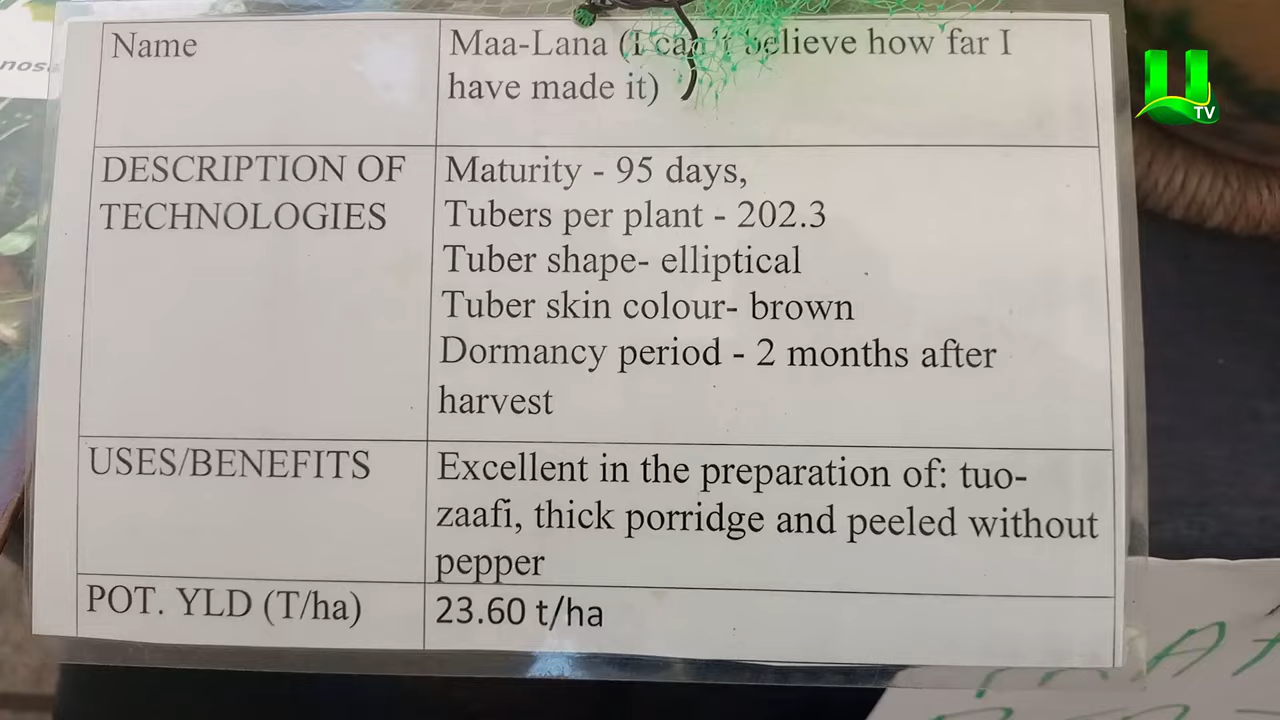 nos
Name
Maa-Lana (I can't believe how far I
have made it)
DESCRIPTION OF
TECHNOLOGIES
Maturity - 95 days,
Tubers per plant - 202.3
Tuber shape- elliptical
Tuber skin colour- brown
Dormancy period - 2 months after
harvest
USES/BENEFITS
Excellent in the preparation of: tuo-
zaafi, thick porridge and peeled without
pepper
POT. YLD (T/ha)
23.60 t/ha
U
TV